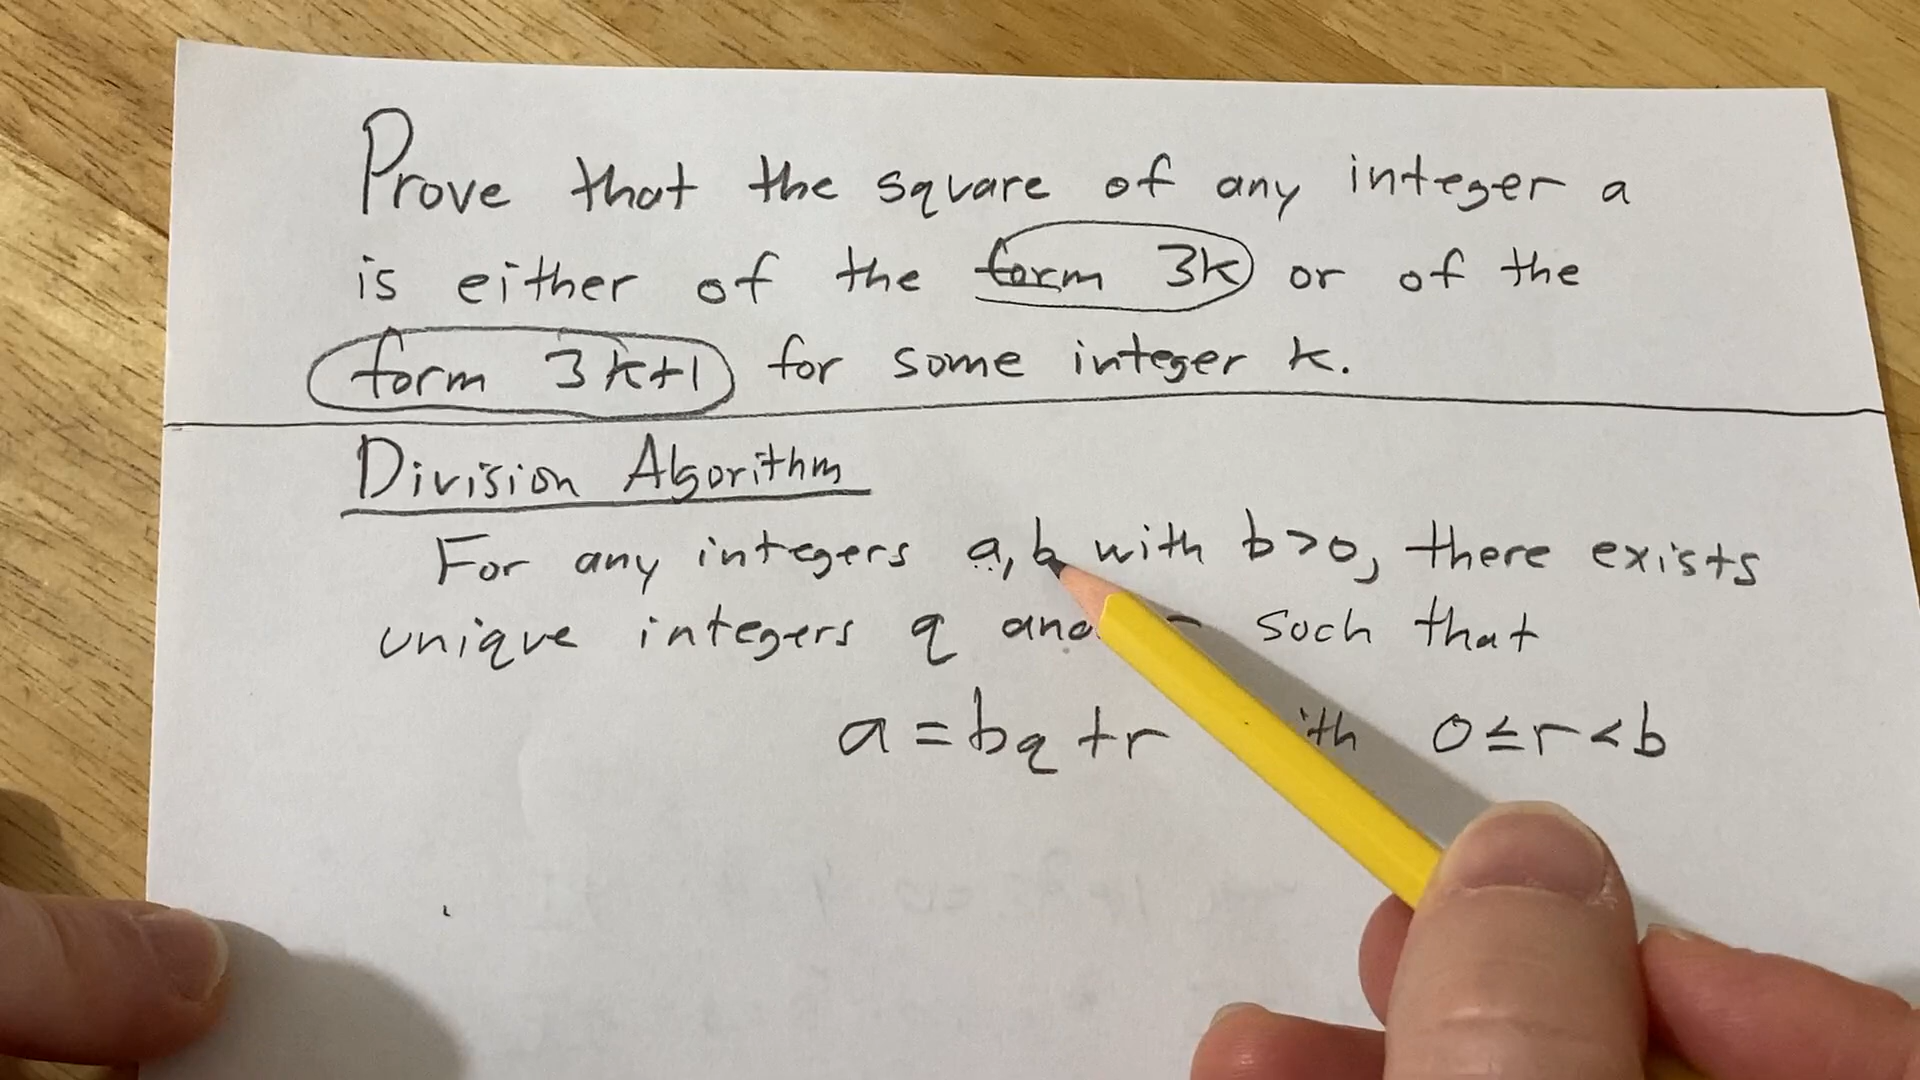 Prove that the square of any integer a
is either of the form 3k or of the
form 3k+1 for some integer k.
Division Algorithm
For any integers a, b with b>0, there exists
unique integers q and such that
a = bq + r 0≤r<b